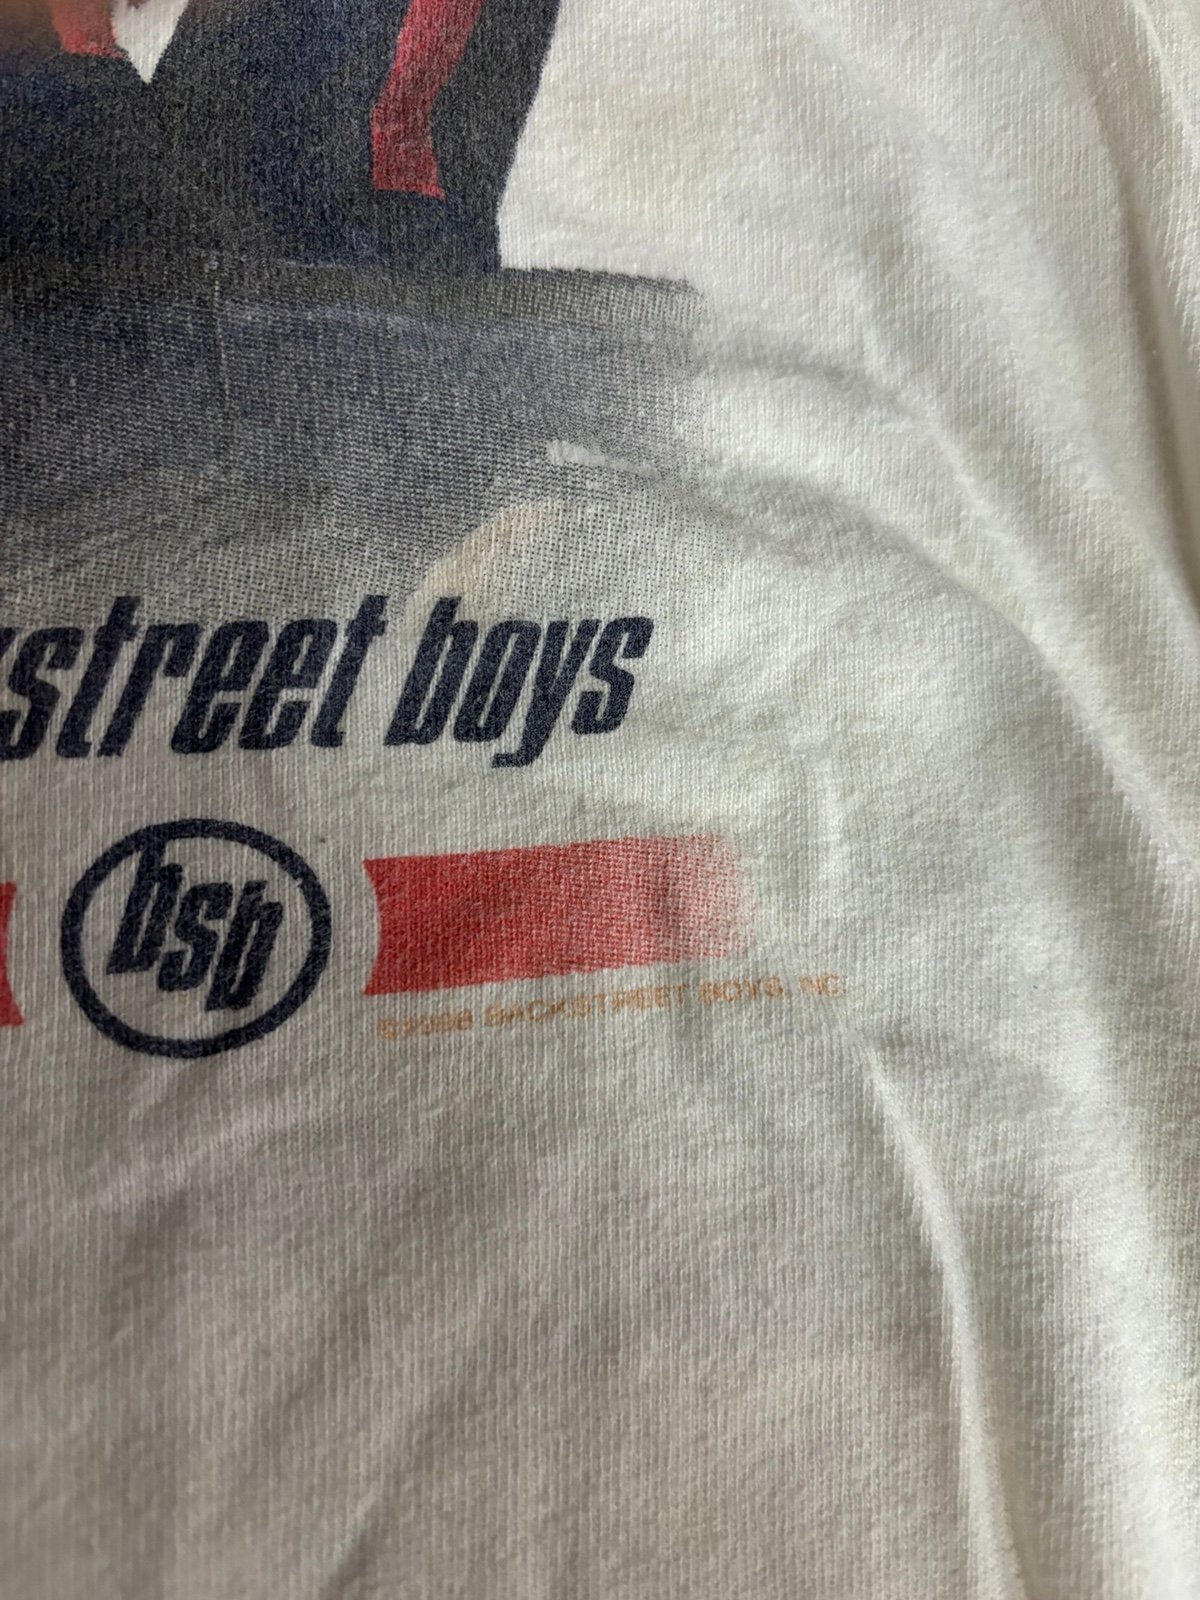 street boys
bsb
©1998 BACKSTREET BOYS, INC